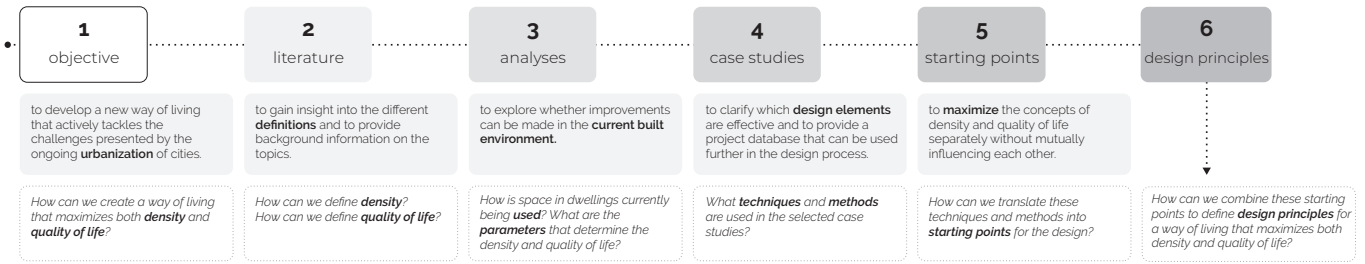 1
objective
2
literature
3
analyses
4
case studies
5
starting points
6
design principles
to develop a new way of living
that actively tackles the
challenges presented by the
ongoing urbanization of cities.
to gain insight into the different
definitions and to provide
background information on the
topics.
to explore whether improvements
can be made in the current built
environment.
to clarify which design elements
are effective and to provide a
project database that can be used
further in the design process.
to maximize the concepts of
density and quality of life
separately without mutually
influencing each other.
How can we create a way of living
that maximizes both density and
quality of life?
How can we define density?
How can we define quality of life?
How is space in dwellings currently
being used? What are the
parameters that determine the
density and quality of life?
What techniques and methods
are used in the selected case
studies?
How can we translate these
techniques and methods into
starting points for the design?
How can we combine these starting
points to define design principles for
a way of living that maximizes both
density and quality of life?